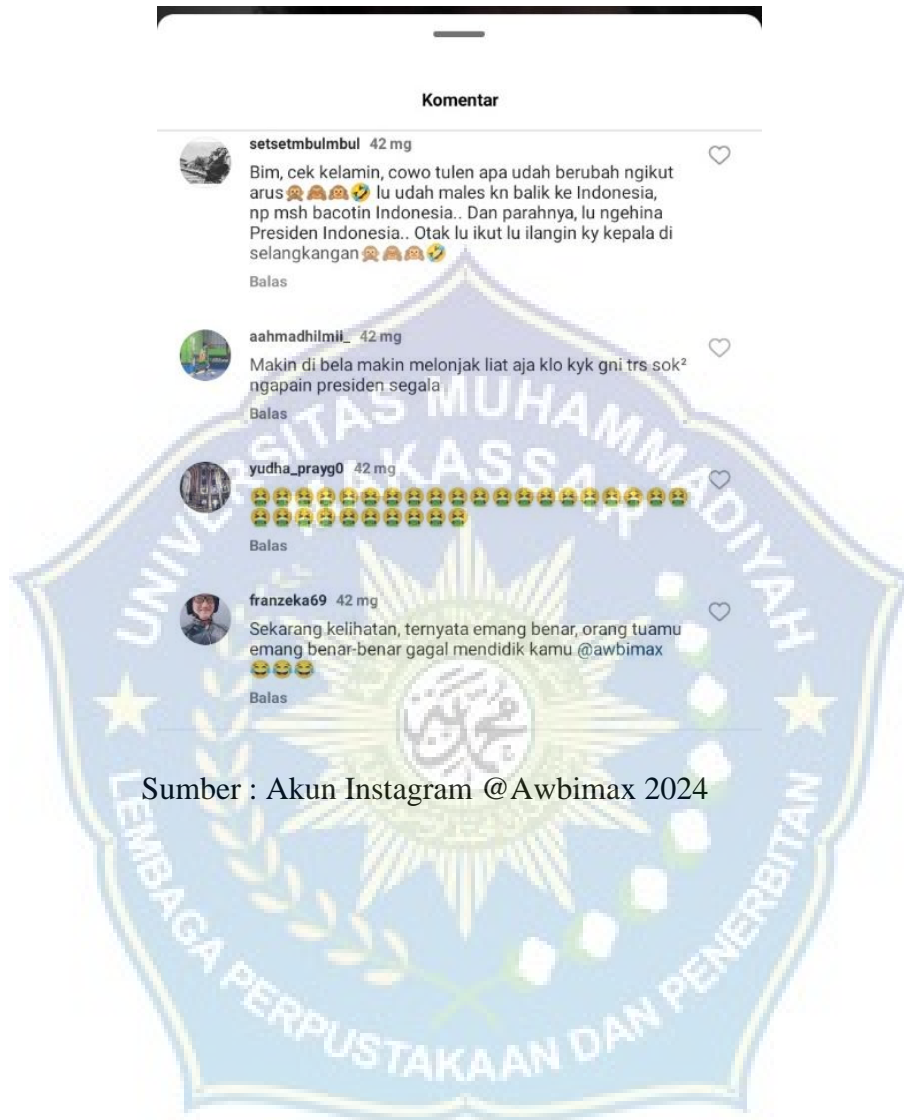 Komentar
setsetmbulmbul 42 mg
Bim, cek kelamin, cowo tulen apa udah berubah ngikut
arus🙊🙈🙊🤣 lu udah males kn balik ke Indonesia,
np msh bacotin Indonesia.. Dan parahnya, lu ngehina
Presiden Indonesia.. Otak lu ikut lu ilangin ky kepala di
selangkangan🙊🙈🙊🤣
Balas
aahmadhilmii_ 42 mg
Makin di bela makin melonjak liat aja klo kyk gni trs sok²
ngapain presiden segala
Balas
yudha_prayg0 42 mg
🤮🤮🤮🤮🤮🤮🤮🤮🤮🤮🤮🤮🤮🤮🤮🤮🤮🤮🤮🤮
🤮🤮🤮🤮🤮🤮🤮🤮🤮🤮
Balas
franzeka69 42 mg
Sekarang kelihatan, ternyata emang benar, orang tuamu
emang benar-benar gagal mendidik kamu @awbimax
😂😂😂
Balas
Sumber : Akun Instagram @Awbimax 2024
UNIVERSITAS MUHAMMADIYAH
MAKASSAR
محمدية
LEMBAGA PERPUSTAKAAN DAN PENERBITAN